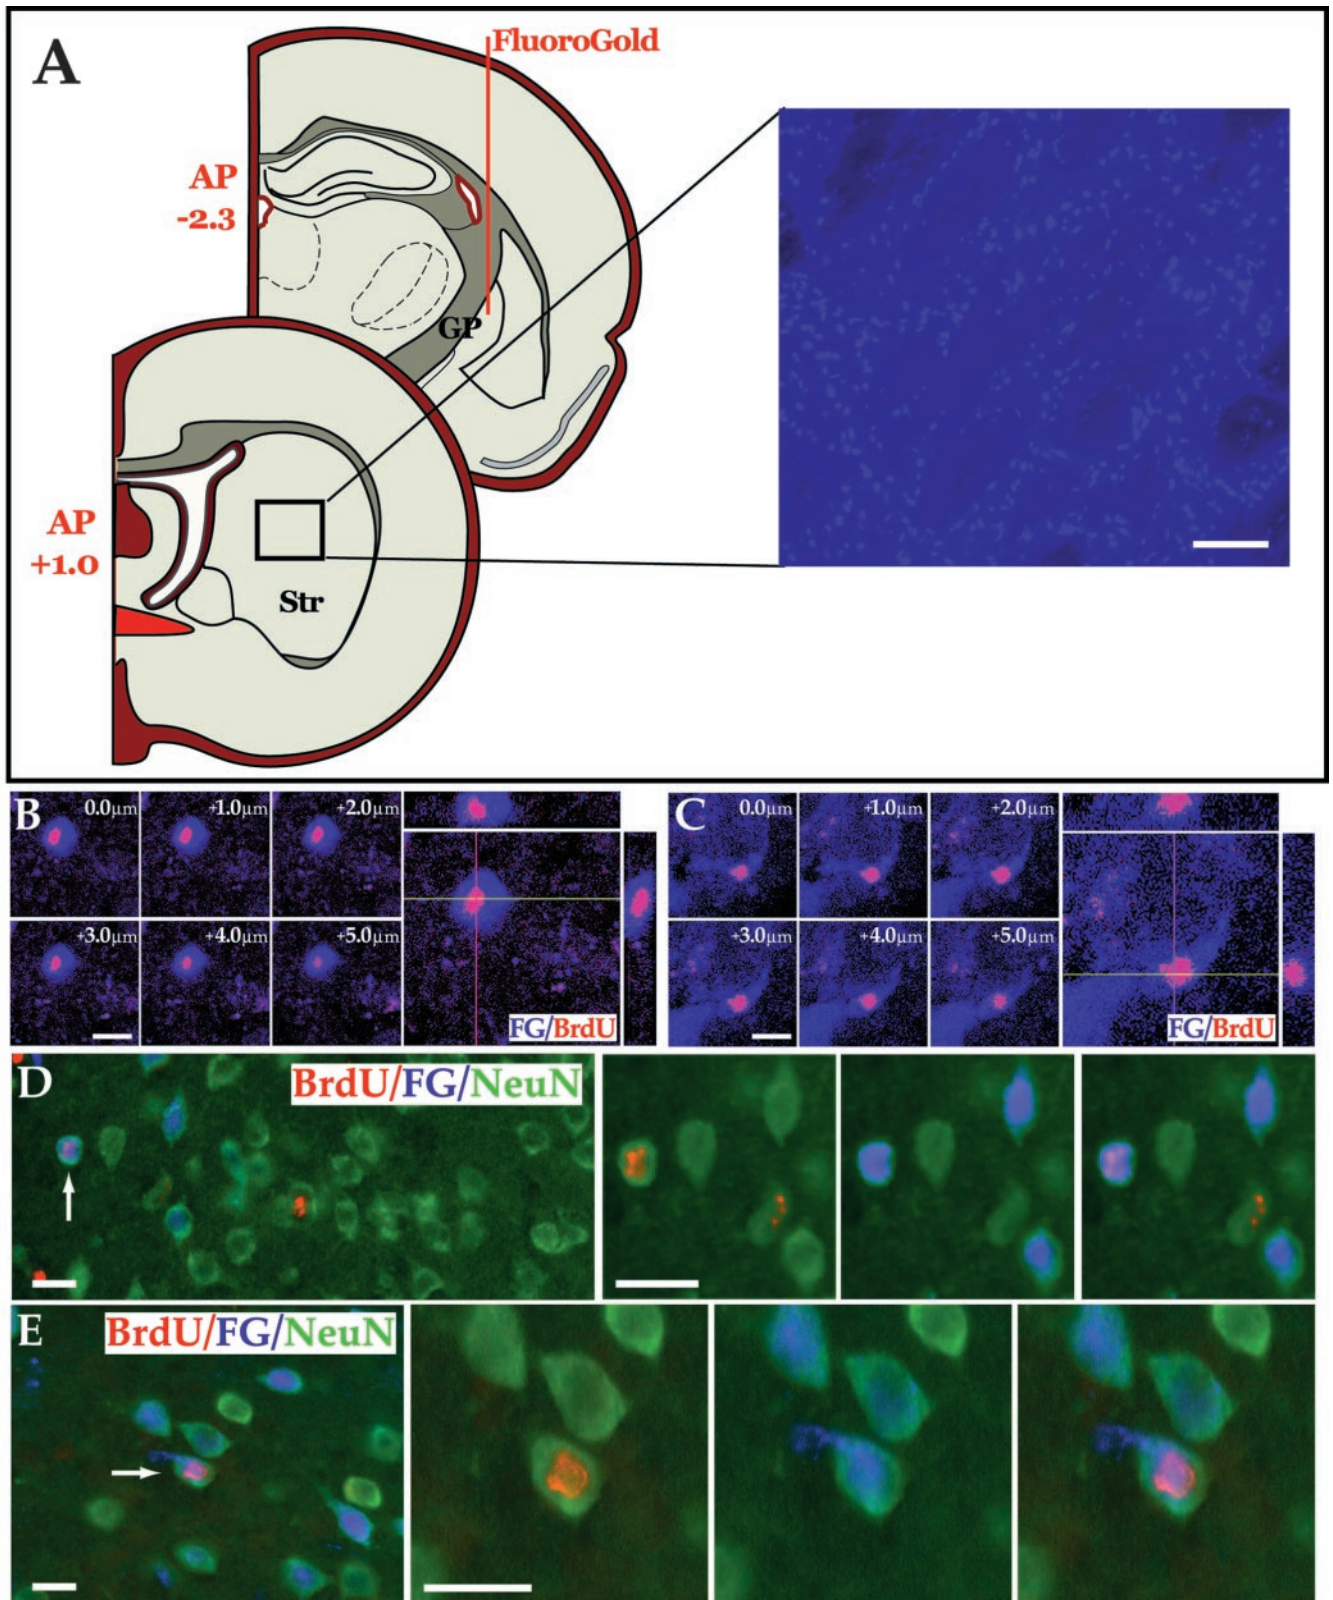 A
FluoroGold
AP
-2.3
GP
AP
+1.0
Str
B
0.0µm
+1.0µm
+2.0µm
+3.0µm
+4.0µm
+5.0µm
FG/BrdU
C
0.0µm
+1.0µm
+2.0µm
+3.0µm
+4.0µm
+5.0µm
FG/BrdU
D
BrdU/FG/NeuN
E
BrdU/FG/NeuN